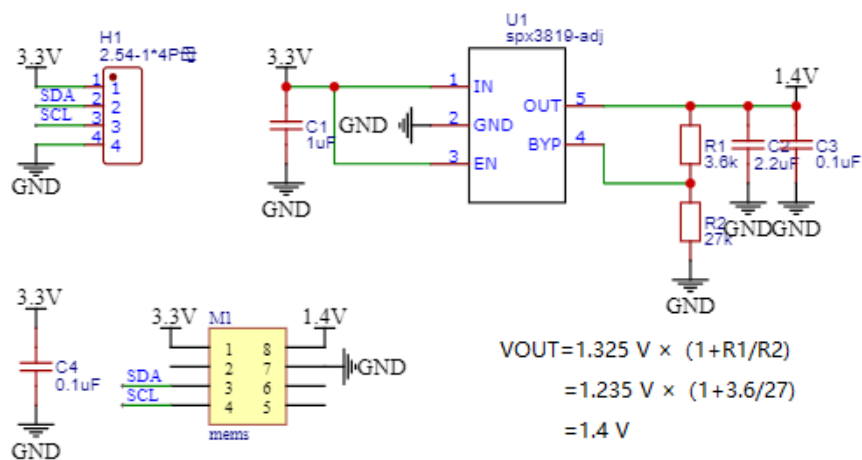 H1
2.54-1*4P
3.3V
1 1
SDA
2 2
SCL
3 3
4 4
GND
U1
spx3819-adj
3.3V
1 IN
C1
1uF
GND
2 GND
3 EN
GND
OUT 5
BYP 4
1.4V
R1
3.6k
C2
2.2uF
C3
0.1uF
R2
27k
GND
GND
GND
3.3V
C4
0.1uF
GND
M1
3.3V
1.4V
1 8
2 7
GND
SDA
3 6
SCL
4 5
mems
VOUT=1.325 V × (1+R1/R2)
=1.235 V × (1+3.6/27)
=1.4 V